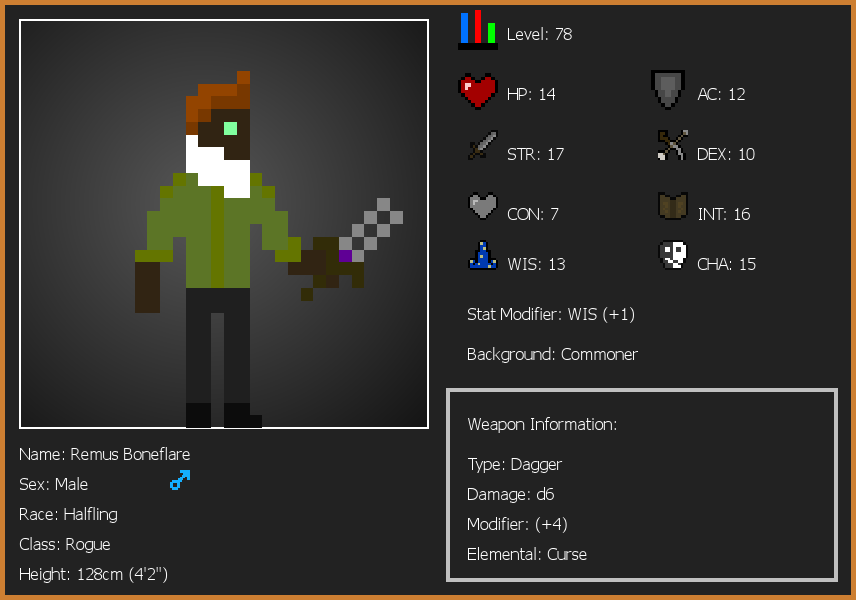 Level: 78
HP: 14
AC: 12
STR: 17
DEX: 10
CON: 7
INT: 16
WIS: 13
CHA: 15
Stat Modifier: WIS (+1)
Background: Commoner
Weapon Information:
Type: Dagger
Damage: d6
Modifier: (+4)
Elemental: Curse
Name: Remus Boneflare
Sex: Male
Race: Halfling
Class: Rogue
Height: 128cm (4'2")